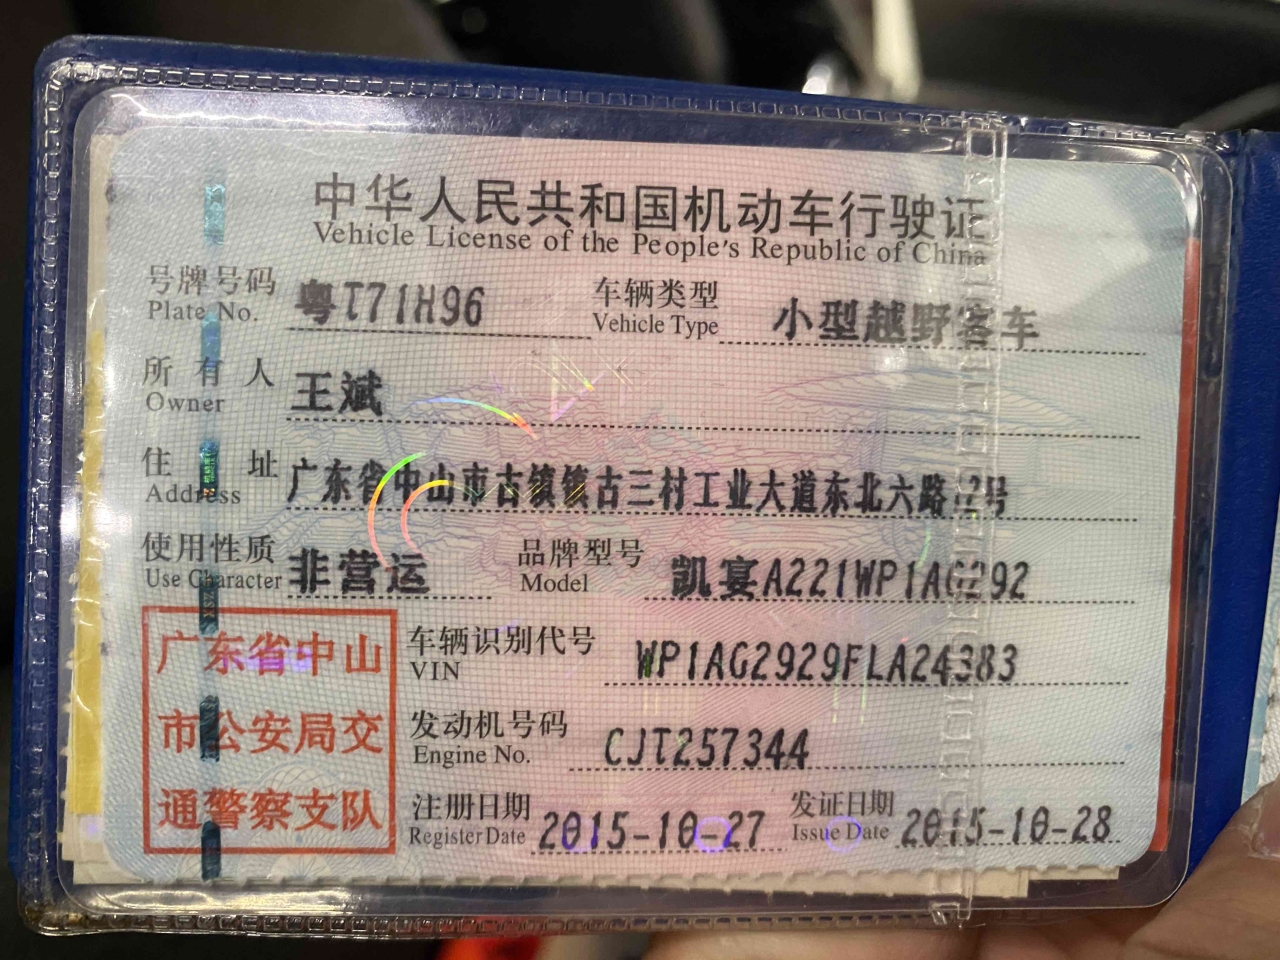 中华人民共和国机动车行驶证
Vehicle License of the People's Republic of China
号牌号码 粤T71H96 车辆类型 小型越野客车
Plate No. Vehicle Type
所有人 王斌
Owner
住址 广东省中山市古镇镇古三村工业大道东北六路12号
Address
使用性质 非营运 品牌型号 凯宴A221WP1AG292
Use Character Model
广东省中山
市公安局交
通警察支队
车辆识别代号 WP1AG2929FLA24383
VIN
发动机号码 CJT257344
Engine No.
注册日期 2015-10-27 发证日期 2015-10-28
Register Date Issue Date